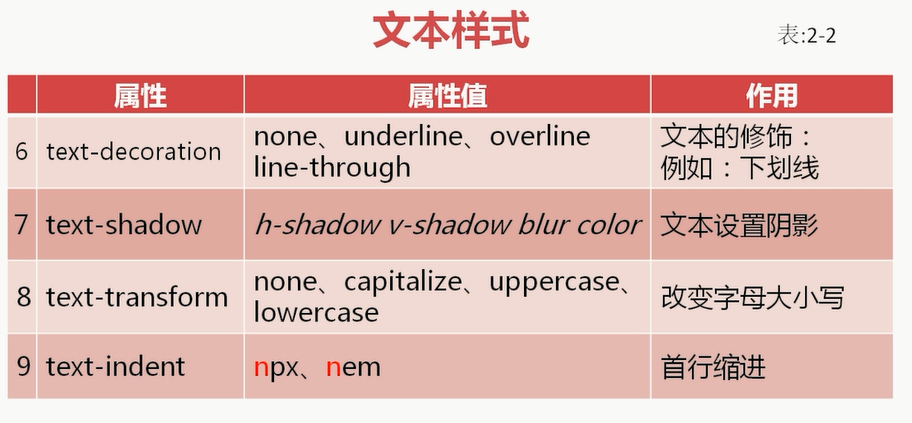 文本样式
表:2-2
属性 属性值 作用
6 text-decoration none、underline、overline 文本的修饰：
line-through 例如：下划线
7 text-shadow h-shadow v-shadow blur color 文本设置阴影
8 text-transform none、capitalize、uppercase、 改变字母大小写
lowercase
9 text-indent npx、nem 首行缩进